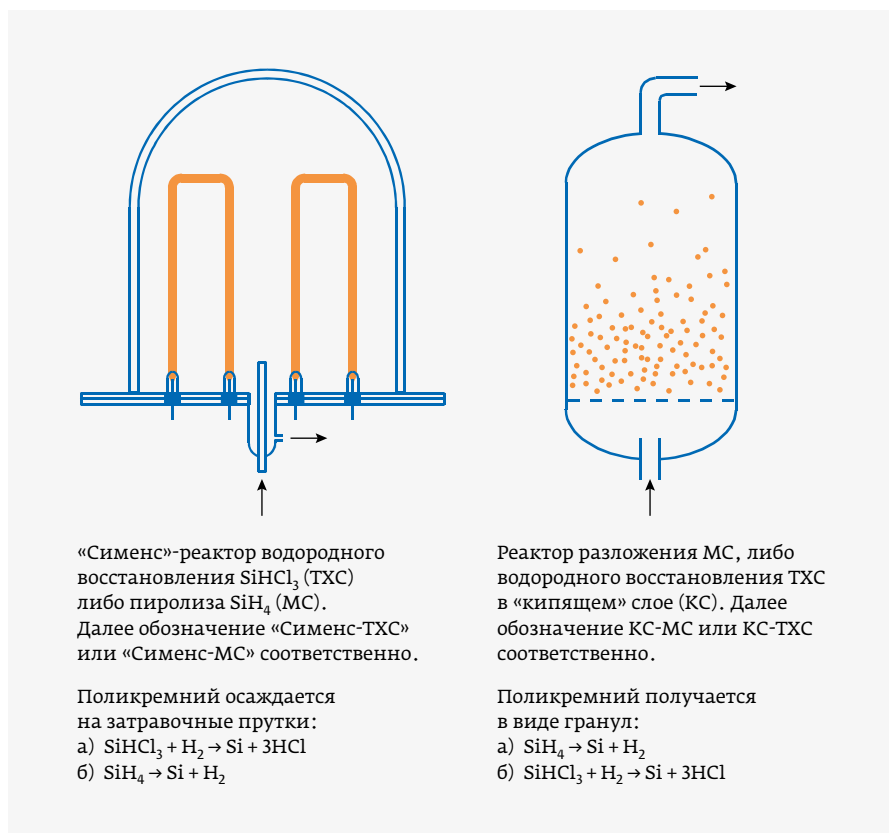 «Сименс»-реактор водородного
восстановления SiHCl₃ (ТХС)
либо пиролиза SiH₄ (МС).
Далее обозначение «Сименс-ТХС»
или «Сименс-МС» соответственно.
Поликремний осаждается
на затравочные прутки:
а) SiHCl₃ + H₂ → Si + 3HCl
б) SiH₄ → Si + H₂
Реактор разложения МС, либо
водородного восстановления ТХС
в «кипящем» слое (КС). Далее
обозначение КС-МС или КС-ТХС
соответственно.
Поликремний получается
в виде гранул:
а) SiH₄ → Si + H₂
б) SiHCl₃ + H₂ → Si + 3HCl